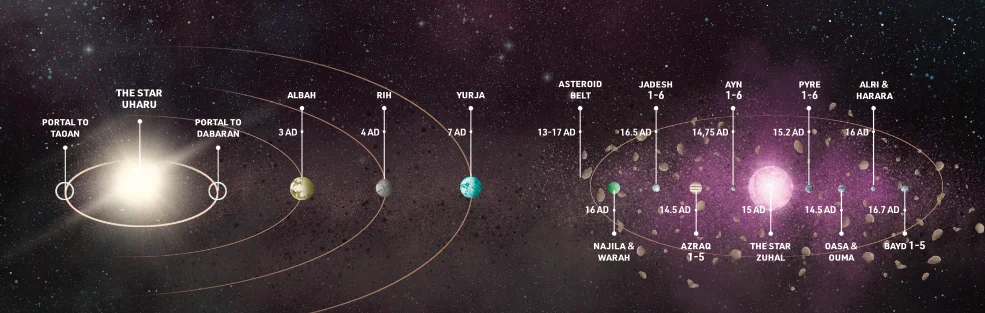 THE STAR
UHARU
PORTAL TO
TAOAN
PORTAL TO
DABARAN
ALBAH
3 AD
RIH
4 AD
YURJA
7 AD
ASTEROID
BELT
13-17 AD
JADESH
1-6
16.5 AD
AYN
1-6
14,75 AD
PYRE
1-6
15.2 AD
ALRI &
HARARA
16 AD
16 AD
NAJILA &
WARAH
14.5 AD
AZRAQ
1-5
15 AD
THE STAR
ZUHAL
14.5 AD
OASA &
OUMA
16.7 AD
BAYD 1-5